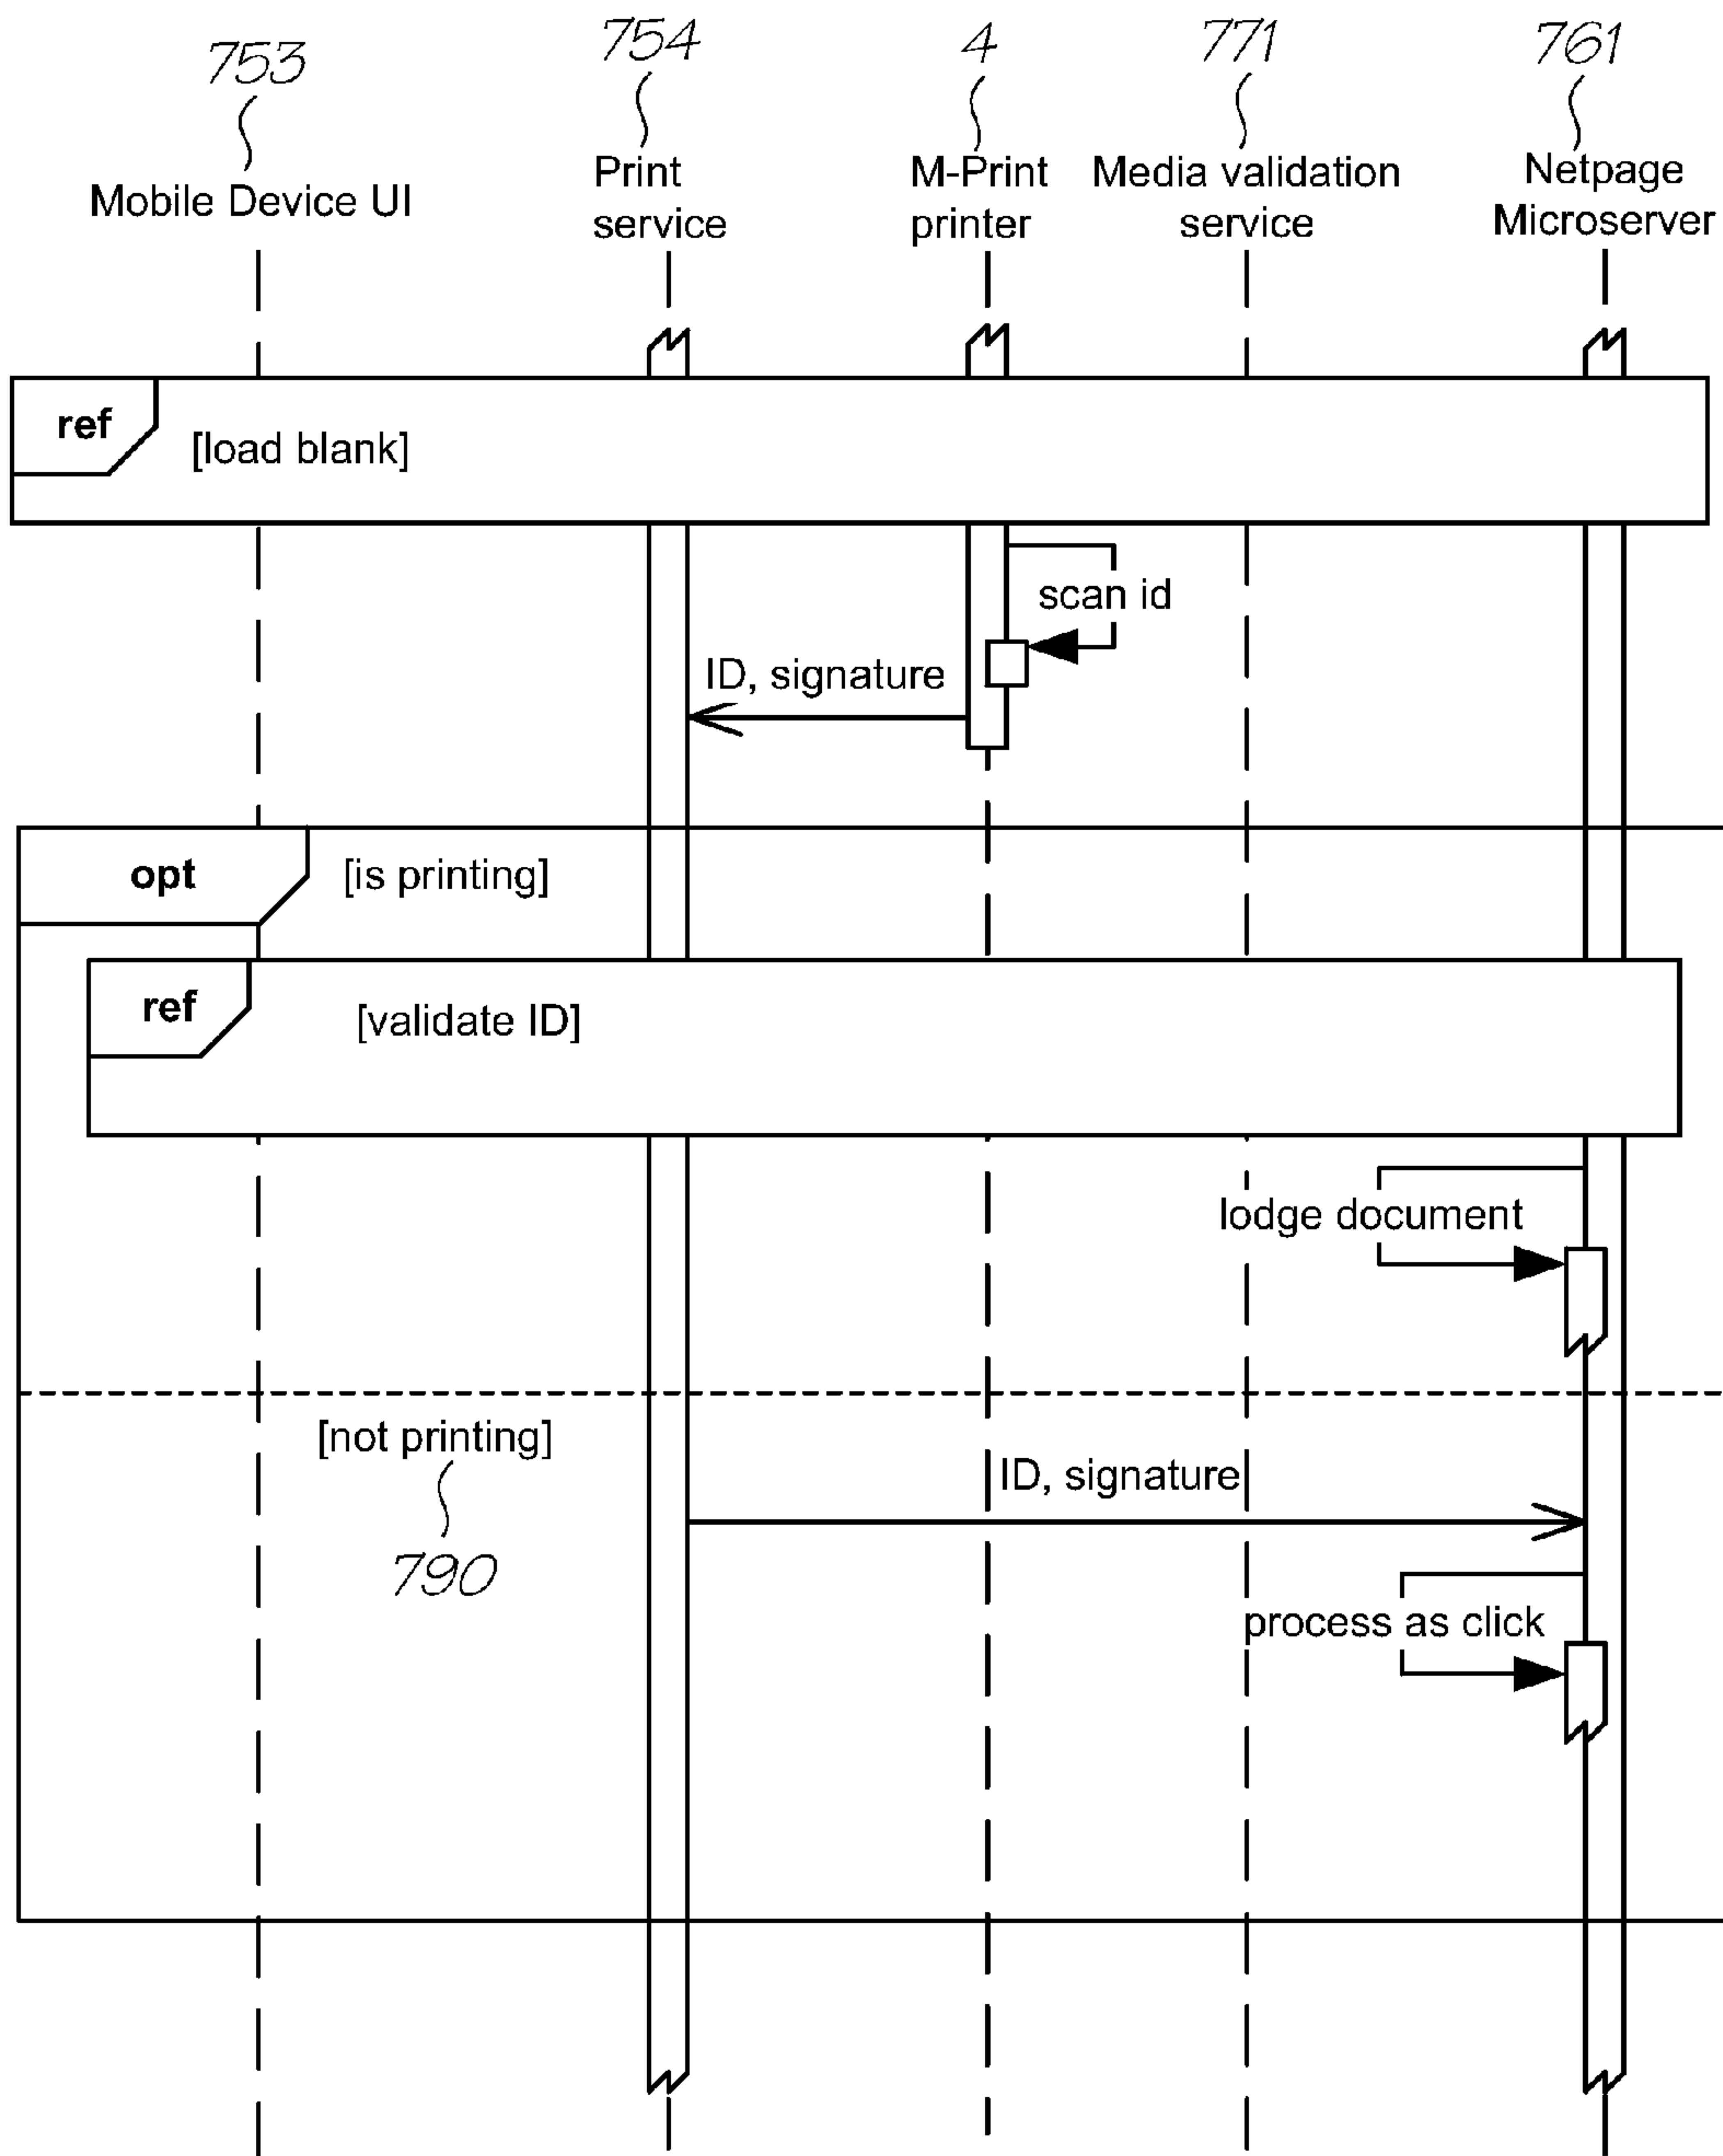 753
754
4
771
761
Mobile Device UI
Print
service
M-Print
printer
Media validation
service
Netpage
Microserver
ref
[load blank]
scan id
ID, signature
opt
[is printing]
ref
[validate ID]
lodge document
[not printing]
ID, signature
790
process as click